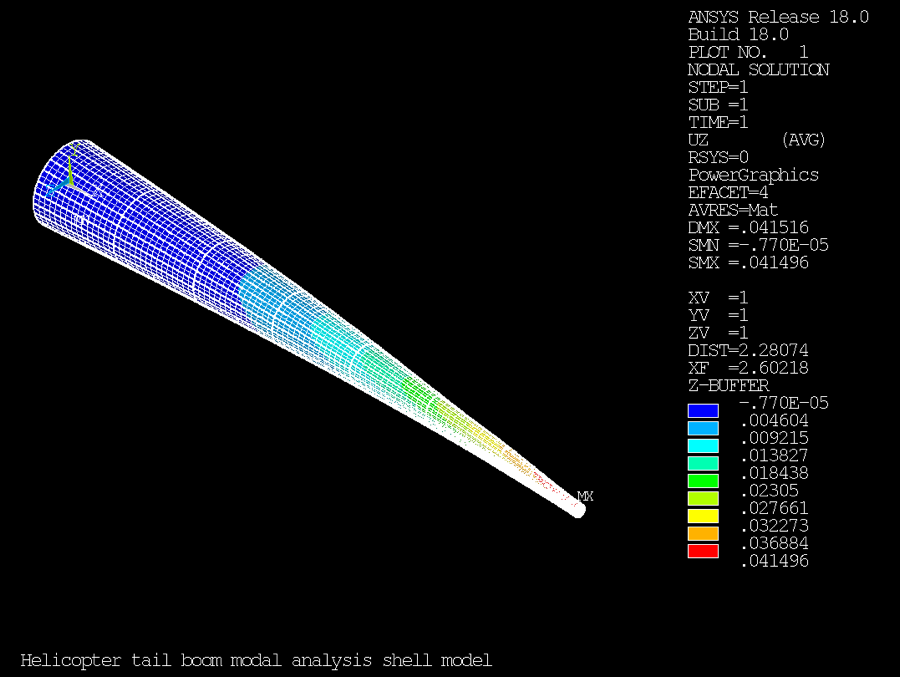 ANSYS Release 18.0
Build 18.0
PLOT NO. 1
NODAL SOLUTION
STEP=1
SUB =1
TIME=1
UZ (AVG)
RSYS=0
PowerGraphics
EFACET=4
AVRES=Mat
DMX =.041516
SMN =-.770E-05
SMX =.041496
XV =1
YV =1
ZV =1
DIST=2.28074
XF =2.60218
Z-BUFFER
-.770E-05
.004604
.009215
.013827
.018438
.02305
.027661
.032273
.036884
.041496
MX
Helicopter tail boom modal analysis shell model